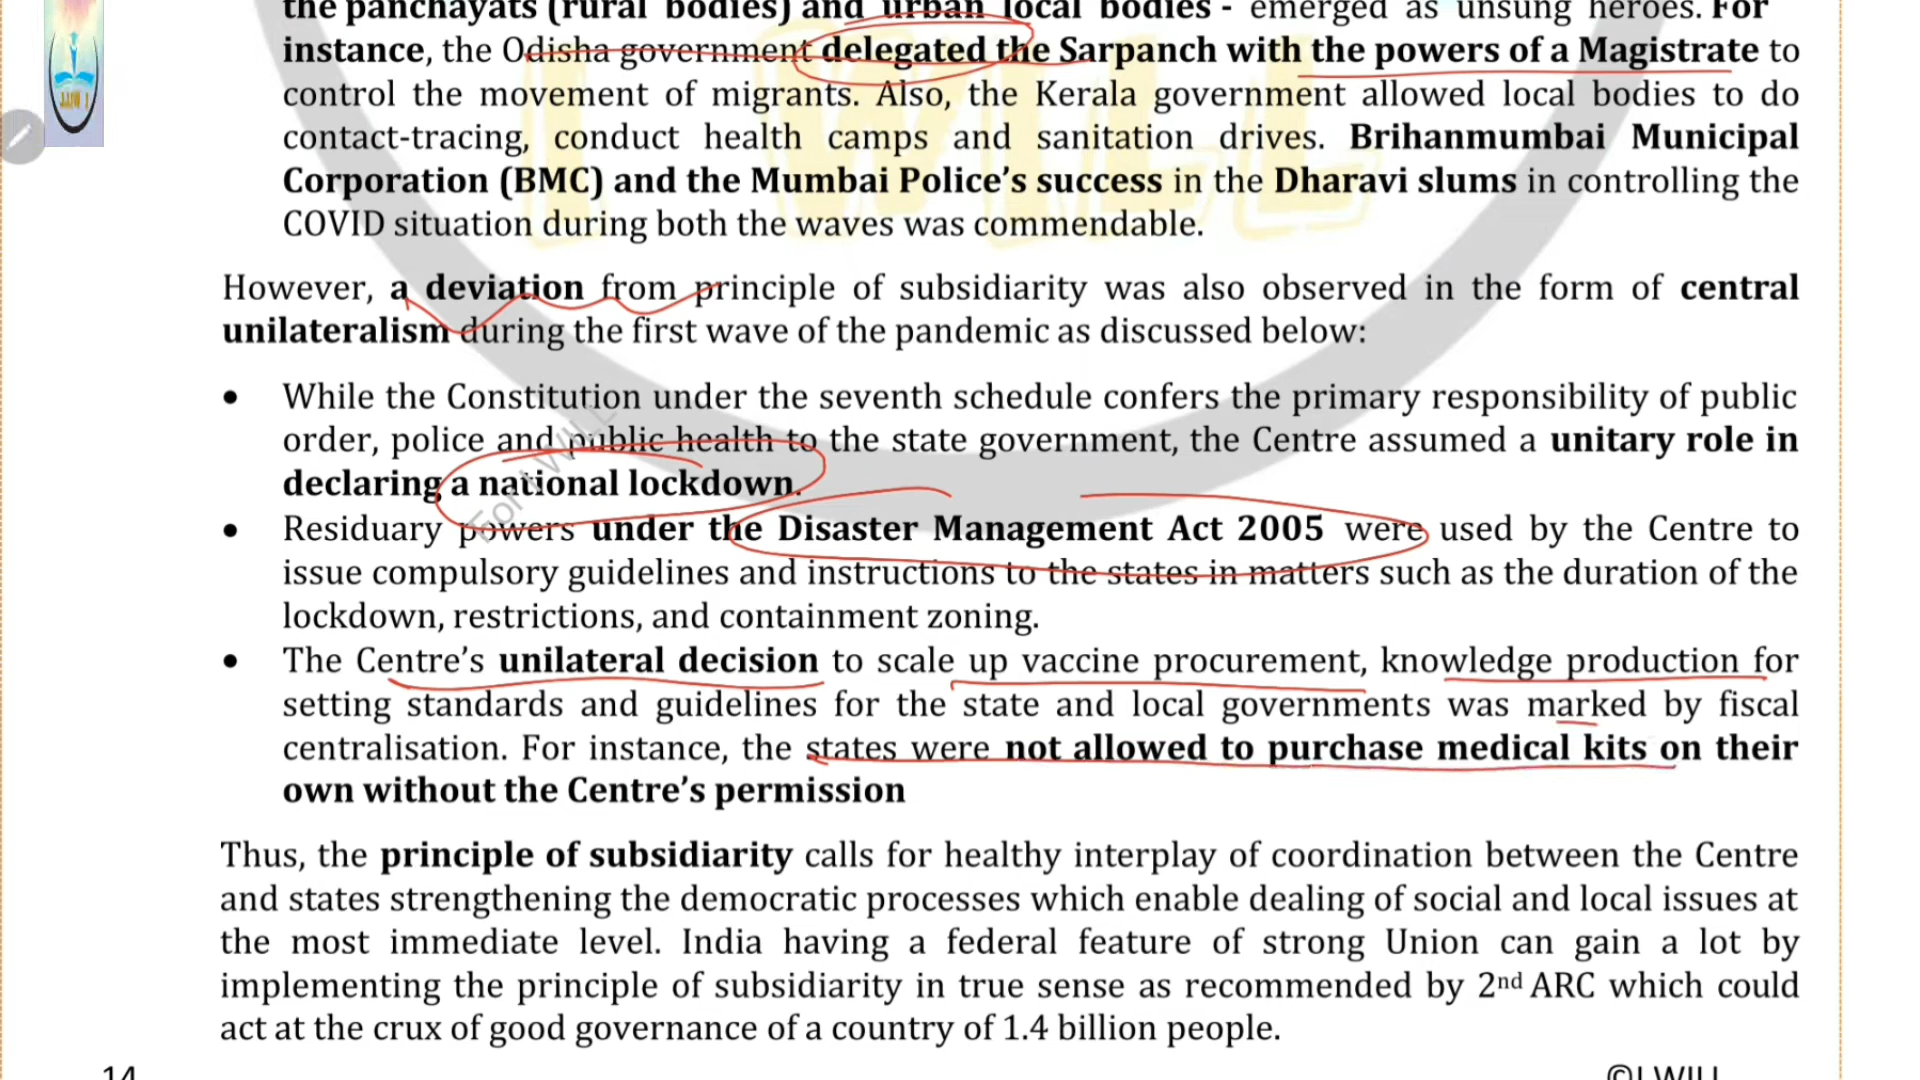 the panchayats (rural bodies) and urban local bodies - emerged as unsung heroes. For
instance, the Odisha government delegated the Sarpanch with the powers of a Magistrate to
control the movement of migrants. Also, the Kerala government allowed local bodies to do
contact-tracing, conduct health camps and sanitation drives. Brihanmumbai Municipal
Corporation (BMC) and the Mumbai Police’s success in the Dharavi slums in controlling the
COVID situation during both the waves was commendable.
However, a deviation from principle of subsidiarity was also observed in the form of central
unilateralism during the first wave of the pandemic as discussed below:
• While the Constitution under the seventh schedule confers the primary responsibility of public
order, police and public health to the state government, the Centre assumed a unitary role in
declaring a national lockdown.
• Residuary powers under the Disaster Management Act 2005 were used by the Centre to
issue compulsory guidelines and instructions to the states in matters such as the duration of the
lockdown, restrictions, and containment zoning.
• The Centre’s unilateral decision to scale up vaccine procurement, knowledge production for
setting standards and guidelines for the state and local governments was marked by fiscal
centralisation. For instance, the states were not allowed to purchase medical kits on their
own without the Centre’s permission
Thus, the principle of subsidiarity calls for healthy interplay of coordination between the Centre
and states strengthening the democratic processes which enable dealing of social and local issues at
the most immediate level. India having a federal feature of strong Union can gain a lot by
implementing the principle of subsidiarity in true sense as recommended by 2nd ARC which could
act at the crux of good governance of a country of 1.4 billion people.
14
©I WILL
I WILL
For I WILL